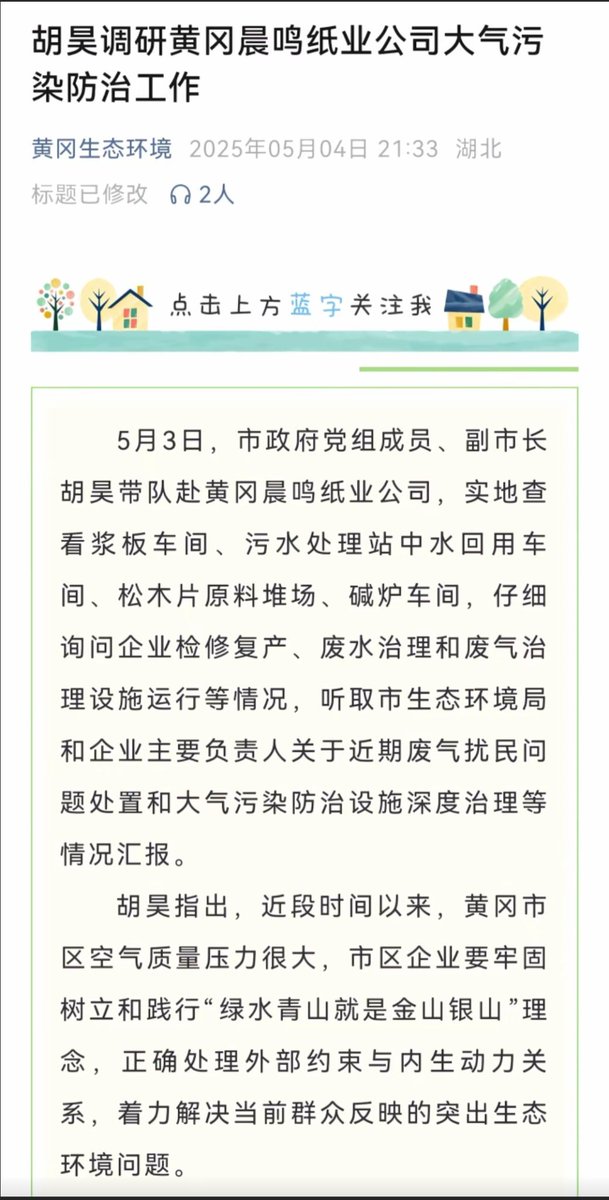 胡昊调研黄冈晨鸣纸业公司大气污
染防治工作
黄冈生态环境 2025年05月04日 21:33 湖北
标题已修改 2人
点击上方蓝字关注我
5月3日，市政府党组成员、副市长
胡昊带队赴黄冈晨鸣纸业公司，实地查
看浆板车间、污水处理站中水回用车
间、松木片原料堆场、碱炉车间，仔细
询问企业检修复产、废水治理和废气治
理设施运行等情况，听取市生态环境局
和企业主要负责人关于近期废气扰民问
题处置和大气污染防治设施深度治理等
情况汇报。
胡昊指出，近段时间以来，黄冈市
区空气质量压力很大，市区企业要牢固
树立和践行“绿水青山就是金山银山”理
念，正确处理外部约束与内生动力关
系，着力解决当前群众反映的突出生态
环境问题。